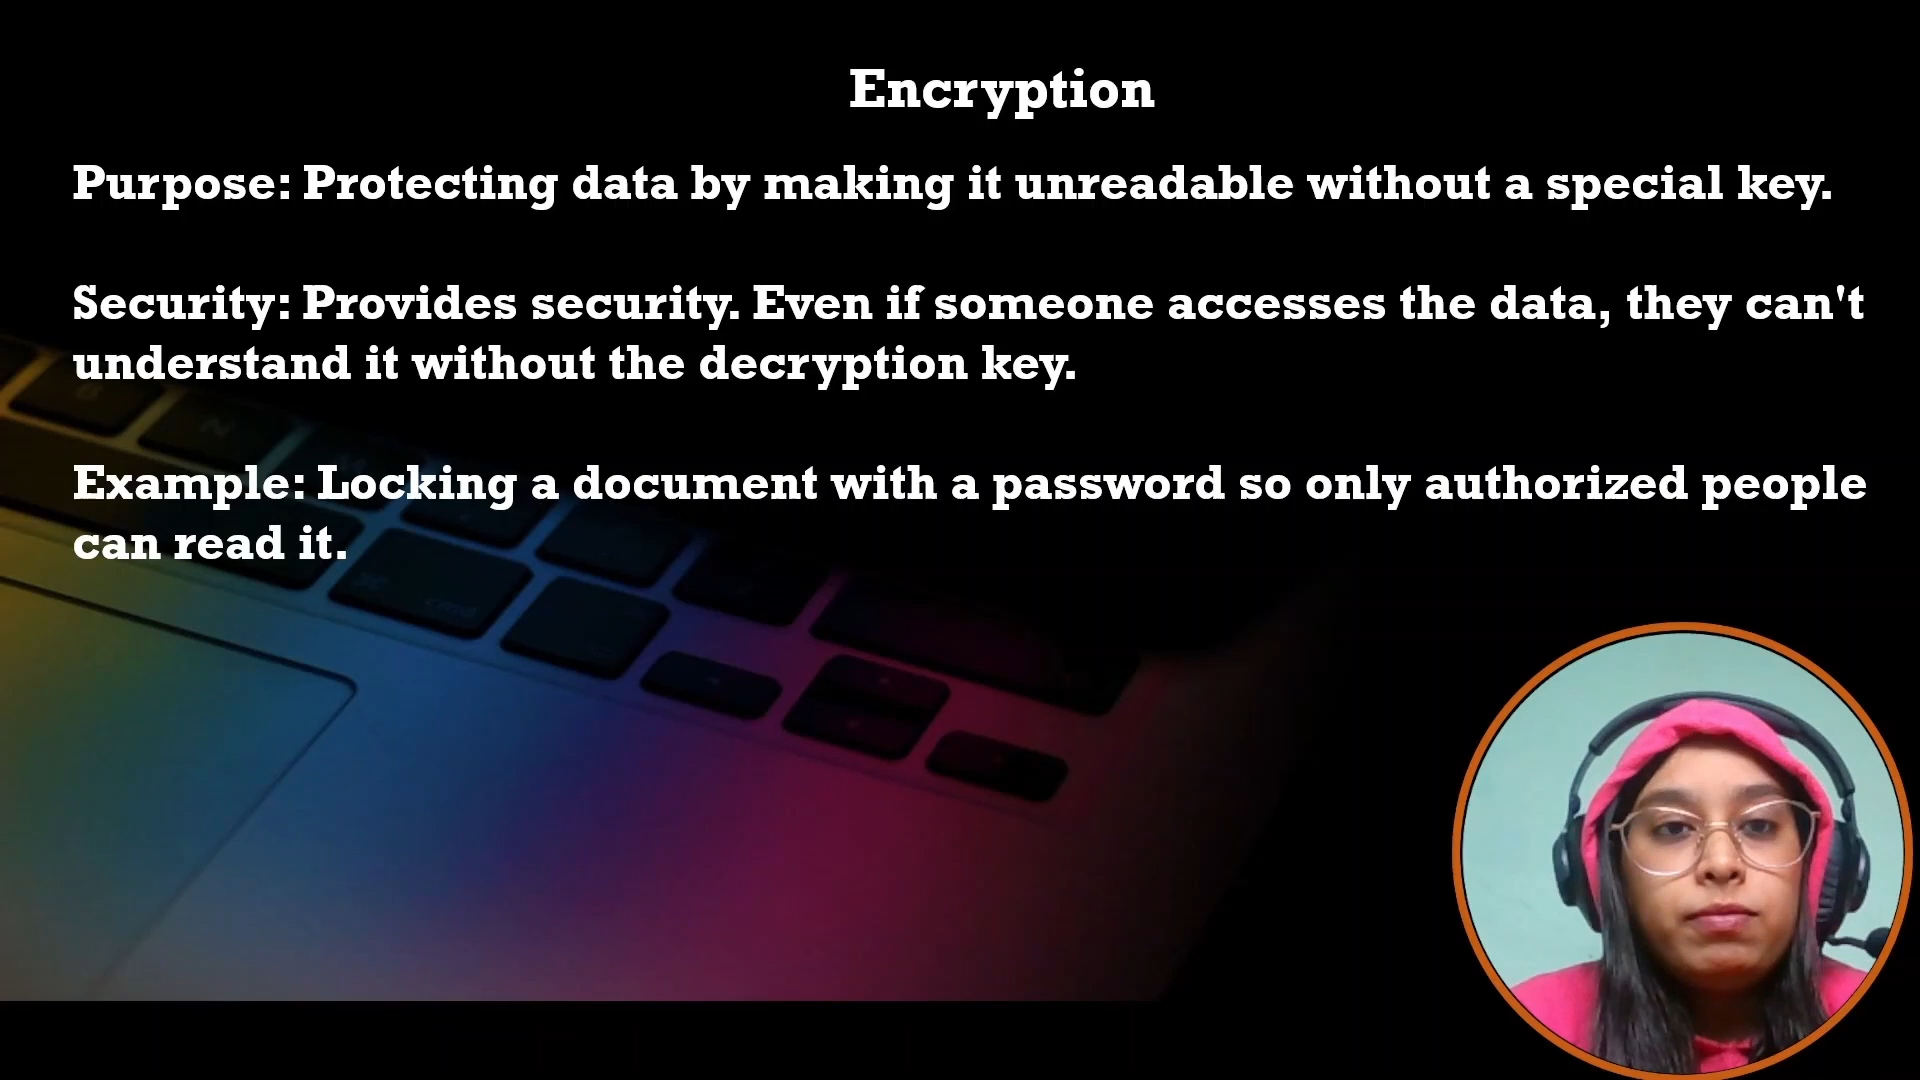 Encryption
Purpose: Protecting data by making it unreadable without a special key.
Security: Provides security. Even if someone accesses the data, they can't
understand it without the decryption key.
Example: Locking a document with a password so only authorized people
can read it.
N
cmd